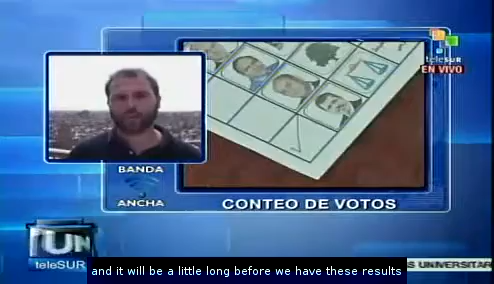 teleSUR
EN VIVO
BANDA
ANCHA
CONTEO DE VOTOS
teleSUR
and it will be a little long before we have these results
S UNIVERSITAR